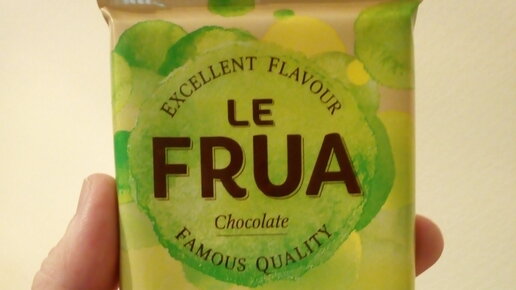 EXCELLENT FLAVOUR
LE
FRUA
Chocolate
FAMOUS QUALITY